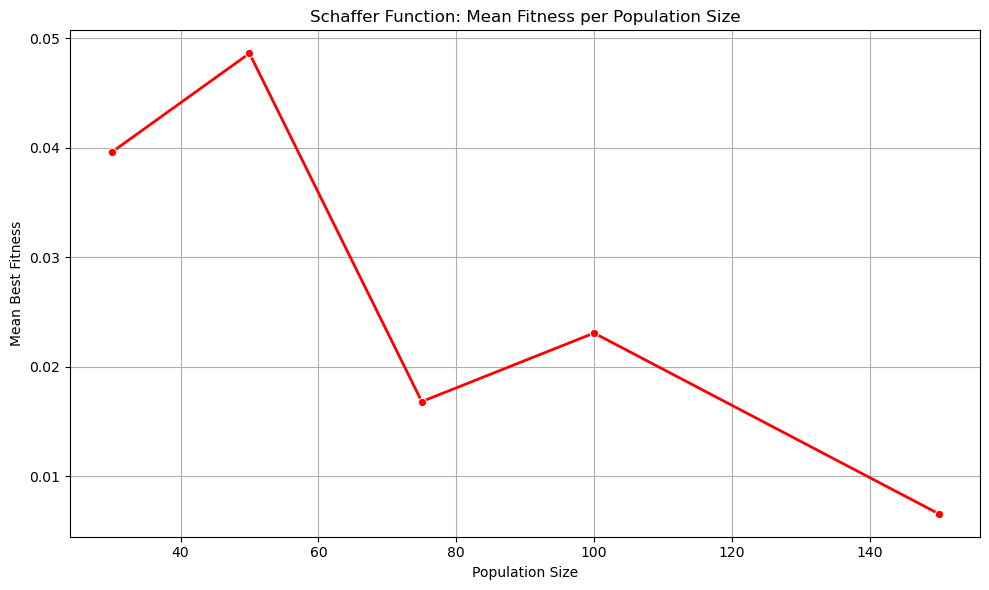 Schaffer Function: Mean Fitness per Population Size
0.05
0.04
0.03
0.02
0.01
Mean Best Fitness
40 60 80 100 120 140
Population Size